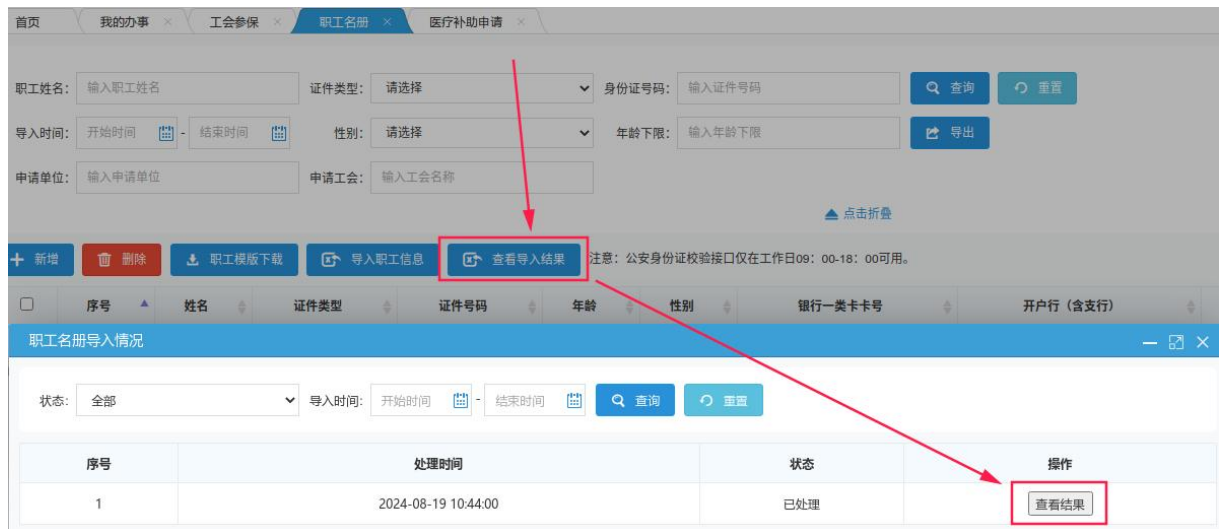 首页 我的办事 × 工会参保 × 职工名册 × 医疗补助申请 ×
职工姓名： 输入职工姓名 证件类型： 请选择 身份证号码： 输入证件号码 查询 重置
导入时间： 开始时间 - 结束时间 性别： 请选择 年龄下限： 输入年龄下限 导出
申请单位： 输入申请单位 申请工会： 输入工会名称
点击折叠
新增 删除 职工模版下载 导入职工信息 查看导入结果 注意：公安身份证校验接口仅在工作日09：00-18：00可用。
序号 姓名 证件类型 证件号码 年龄 性别 银行一类卡卡号 开户行（含支行）
职工名册导入情况
状态： 全部 导入时间： 开始时间 - 结束时间 查询 重置
序号 处理时间 状态 操作
1 2024-08-19 10:44:00 已处理 查看结果